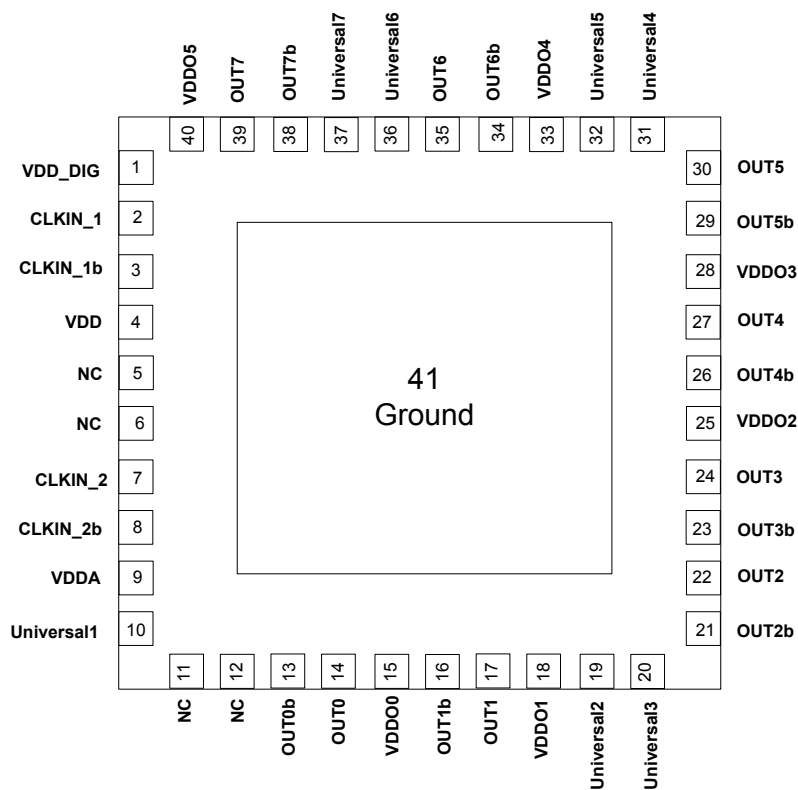 VDDO5
OUT7
OUT7b
Universal7
Universal6
OUT6
OUT6b
VDDO4
Universal5
Universal4
40
39
38
37
36
35
34
33
32
31
VDD_DIG 1
CLKIN_1 2
CLKIN_1b 3
VDD 4
NC 5
NC 6
CLKIN_2 7
CLKIN_2b 8
VDDA 9
Universal1 10
41
Ground
30 OUT5
29 OUT5b
28 VDDO3
27 OUT4
26 OUT4b
25 VDDO2
24 OUT3
23 OUT3b
22 OUT2
21 OUT2b
11
12
13
14
15
16
17
18
19
20
NC
NC
OUT0b
OUT0
VDDO0
OUT1b
OUT1
VDDO1
Universal2
Universal3